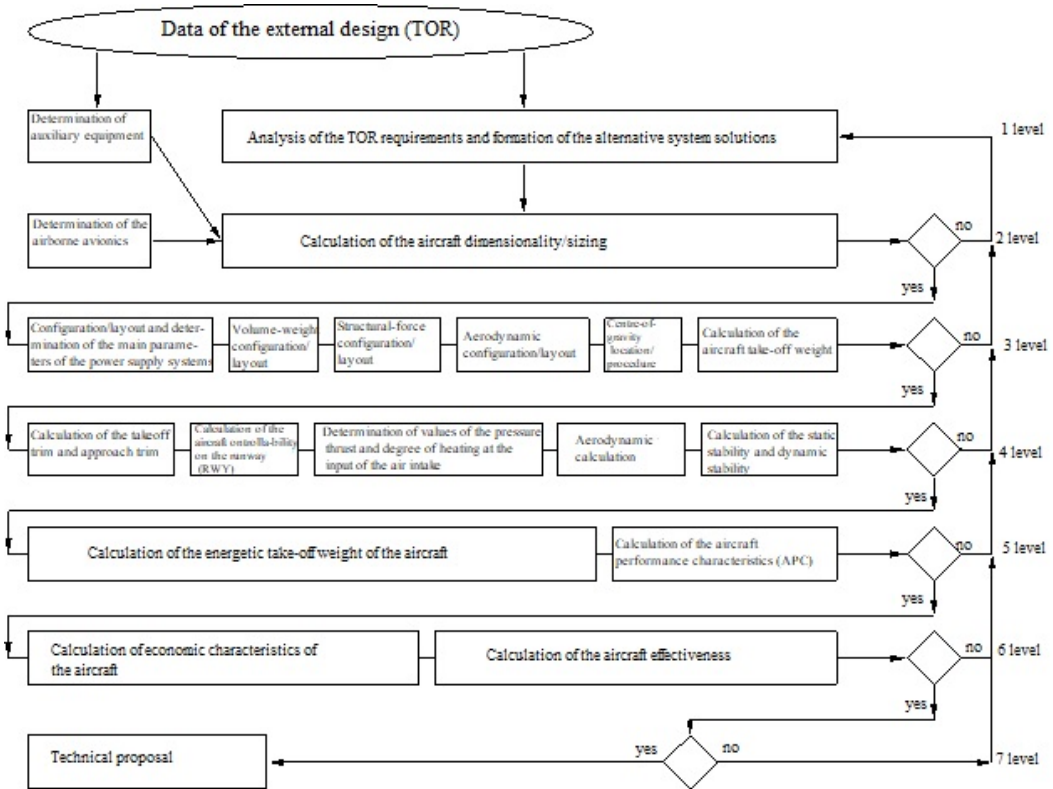 Data of the external design (TOR)
Determination of
auxiliary equipment
Analysis of the TOR requirements and formation of the alternative system solutions
1 level
Determination of the
airborne avionics
Calculation of the aircraft dimensionality/sizing
no
2 level
yes
Configuration/layout and deter-
mination of the main parame-
ters of the power supply systems
Volume-weight
configuration/
layout
Structural-force
configuration/
layout
Aerodynamic
configuration/layout
Centre-of-
gravity
location/
procedure
Calculation of the
aircraft take-off weight
no
3 level
yes
Calculation of the takeoff
trim and approach trim
Calculation of the
aircraft ontrolla-bility
on the runway
(RWY)
Determination of values of the pressure
thrust and degree of heating at the
input of the air intake
Aerodynamic
calculation
Calculation of the static
stability and dynamic
stability
no
4 level
yes
Calculation of the energetic take-off weight of the aircraft
Calculation of the aircraft
performance characteristics (APC)
no
5 level
yes
Calculation of economic characteristics of
the aircraft
Calculation of the aircraft effectiveness
no
6 level
yes
Technical proposal
yes
no
7 level